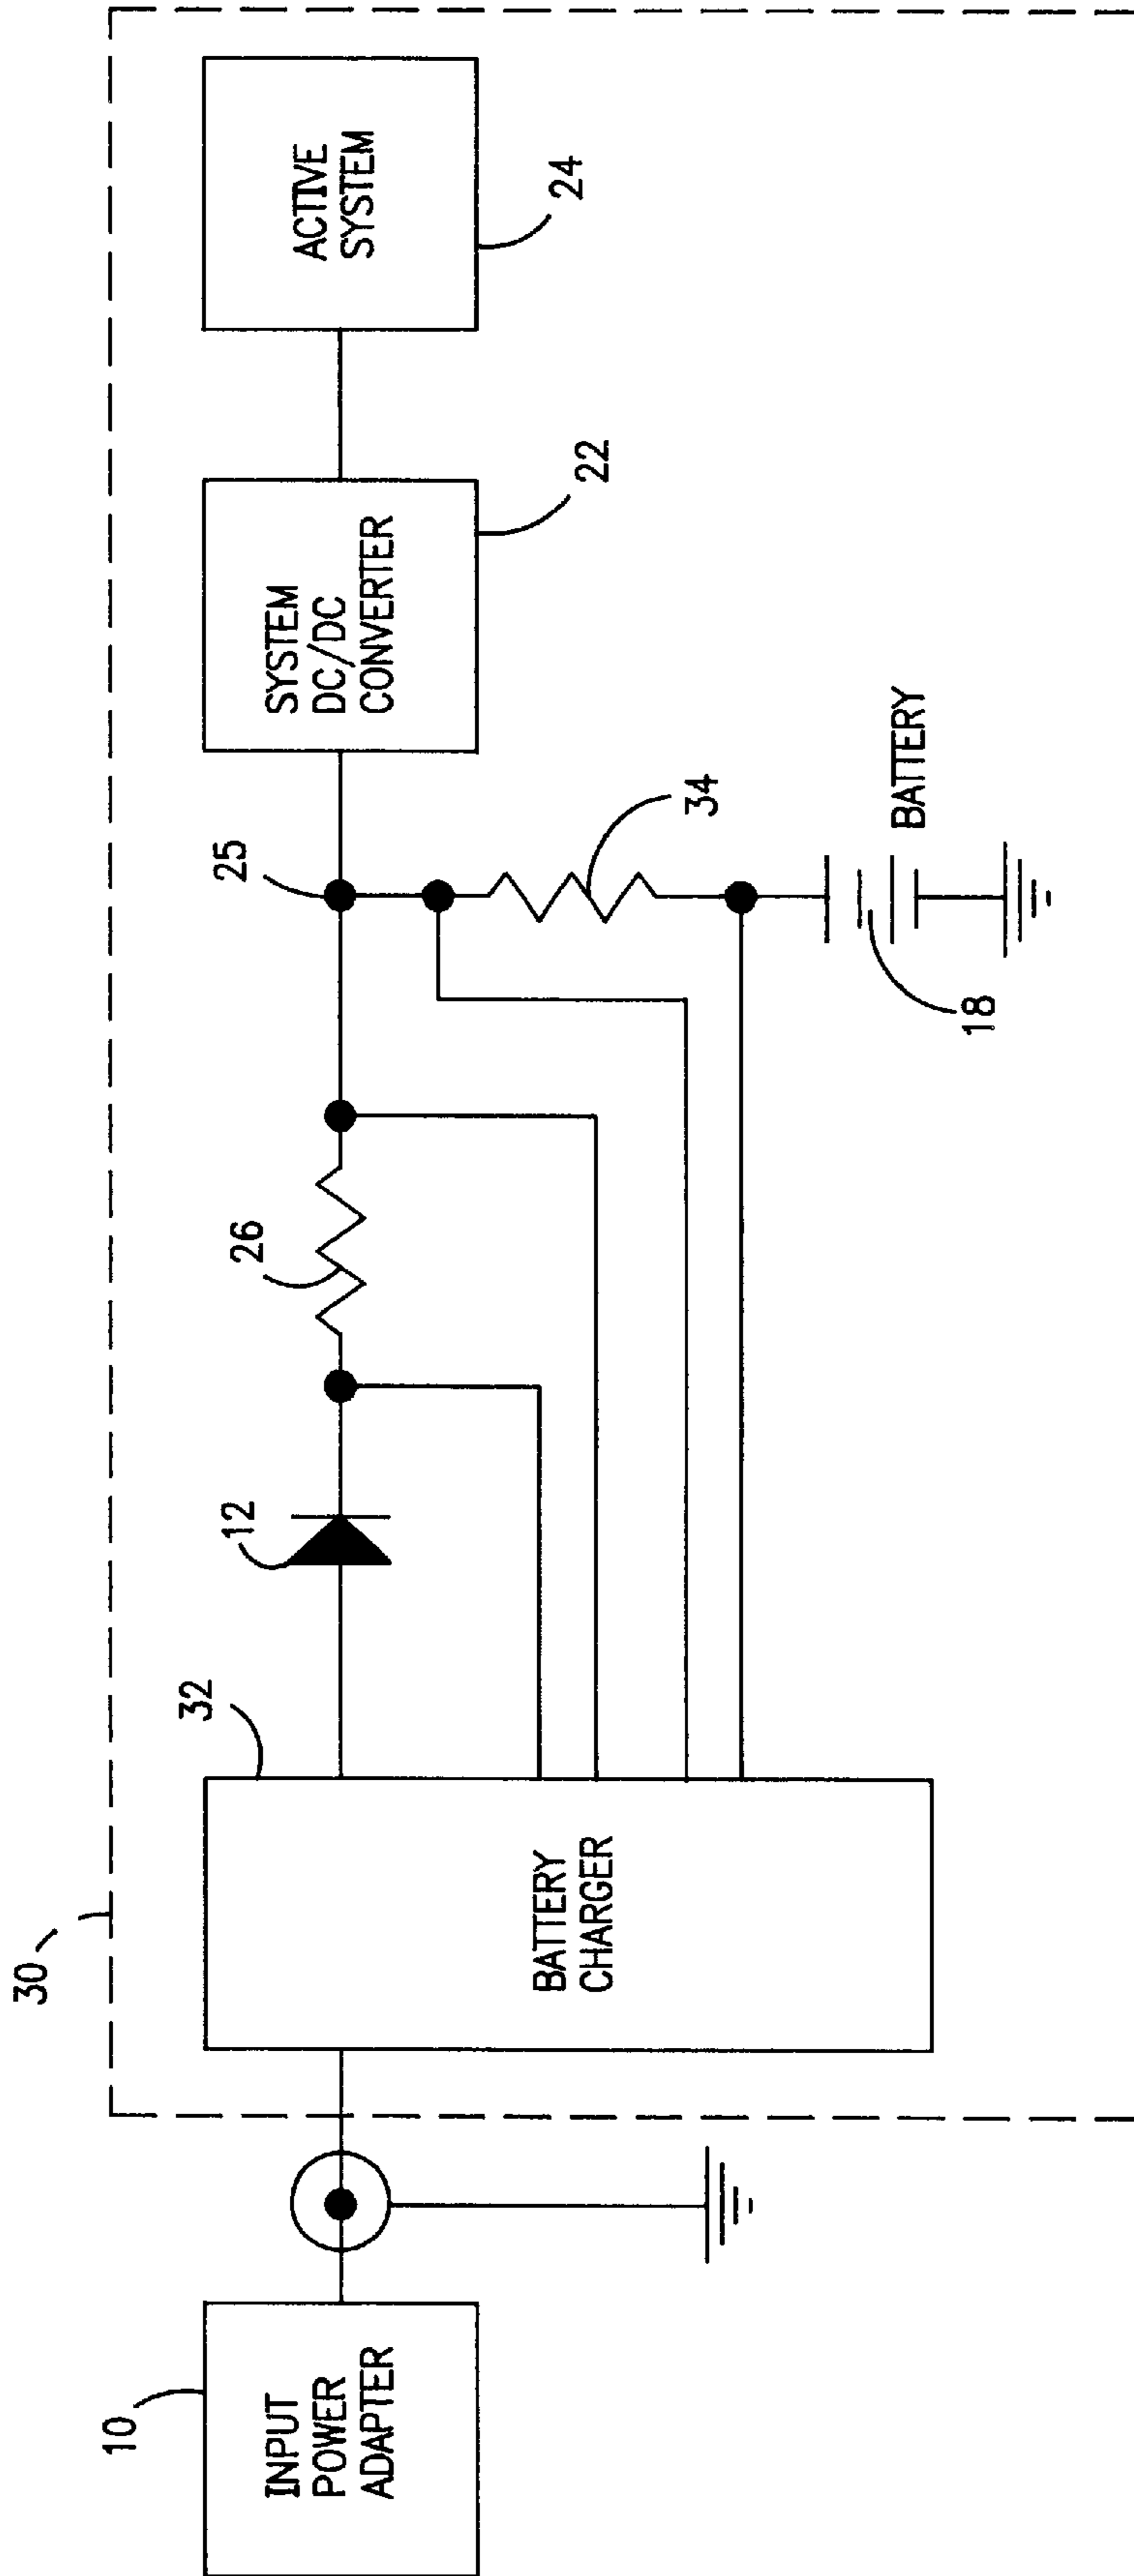 30
10
INPUT
POWER
ADAPTER
32
BATTERY
CHARGER
12
26
25
34
18
BATTERY
SYSTEM
DC/DC
CONVERTER
22
ACTIVE
SYSTEM
24